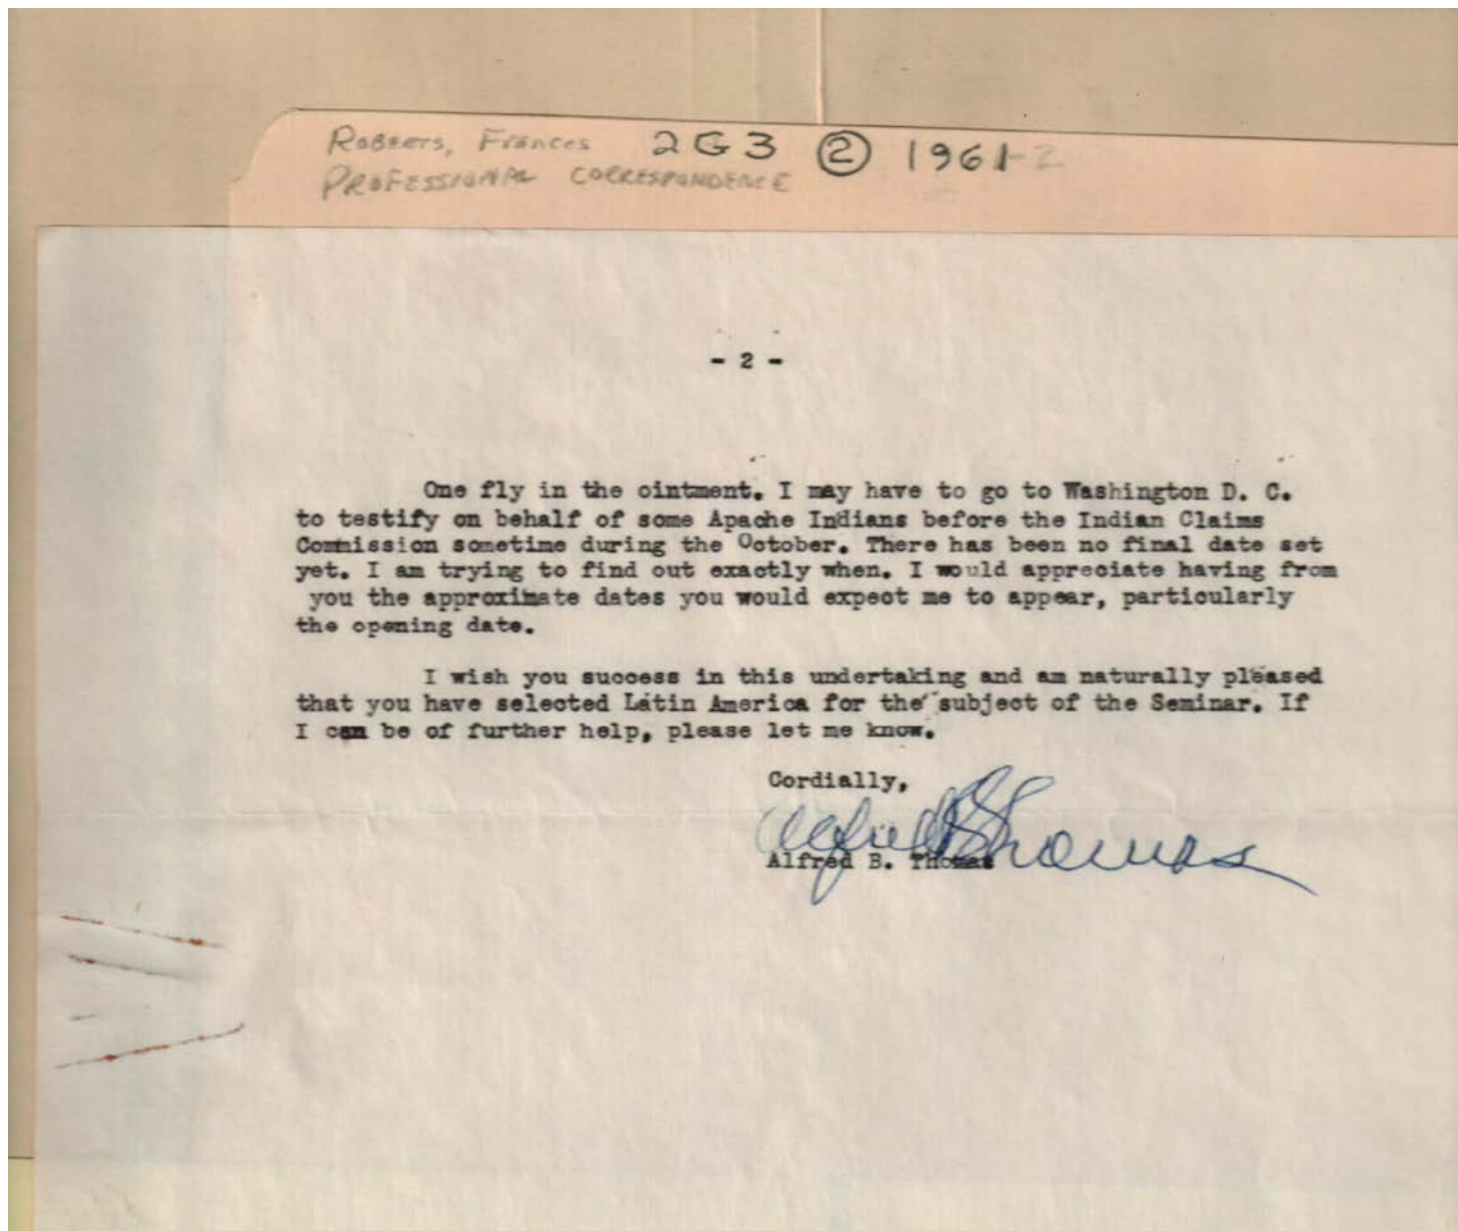 Roberts, Frances 2G3 ② 1961-2
PROFESSIONAL CORRESPONDENCE
- 2 -
One fly in the ointment. I may have to go to Washington D. C.
to testify on behalf of some Apache Indians before the Indian Claims
Commission sometime during the October. There has been no final date set
yet. I am trying to find out exactly when. I would appreciate having from
you the approximate dates you would expect me to appear, particularly
the opening date.
I wish you success in this undertaking and am naturally pleased
that you have selected Latin America for the subject of the Seminar. If
I can be of further help, please let me know.
Cordially,
Alfred B Thomas
Alfred B. Thomas